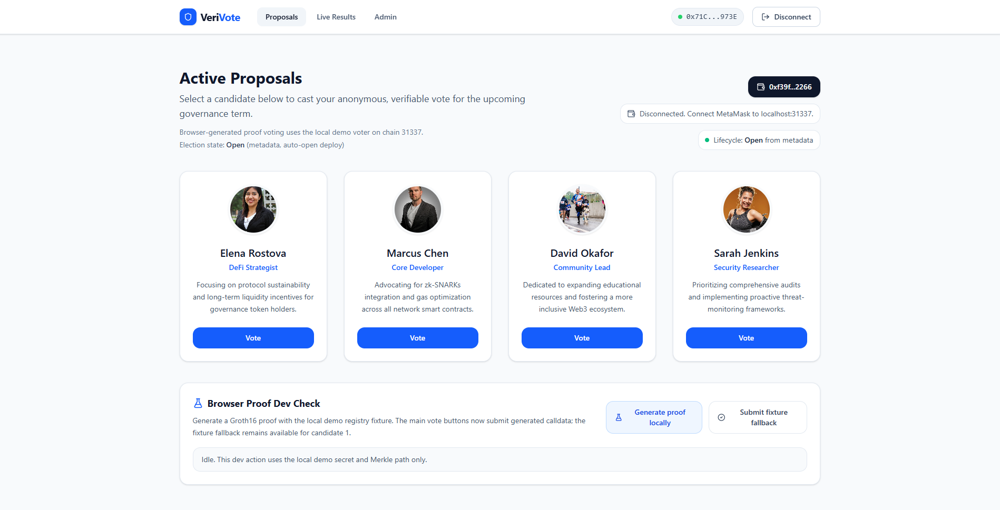 VeriVote
Proposals
Live Results
Admin
0x71C...973E
Disconnect
Active Proposals
Select a candidate below to cast your anonymous, verifiable vote for the upcoming
governance term.
Browser-generated proof voting uses the local demo voter on chain 31337.
Election state: Open (metadata, auto-open deploy)
0xf39f...2266
Disconnected. Connect MetaMask to localhost:31337.
Lifecycle: Open from metadata
Elena Rostova
DeFi Strategist
Focusing on protocol sustainability
and long-term liquidity incentives for
governance token holders.
Vote
Marcus Chen
Core Developer
Advocating for zk-SNARKs
integration and gas optimization
across all network smart contracts.
Vote
David Okafor
Community Lead
Dedicated to expanding educational
resources and fostering a more
inclusive Web3 ecosystem.
Vote
Sarah Jenkins
Security Researcher
Prioritizing comprehensive audits
and implementing proactive threat-
monitoring frameworks.
Vote
Browser Proof Dev Check
Generate a Groth16 proof with the local demo registry fixture. The main vote buttons now submit generated calldata; the
fixture fallback remains available for candidate 1.
Generate proof
locally
Submit fixture
fallback
Idle. This dev action uses the local demo secret and Merkle path only.